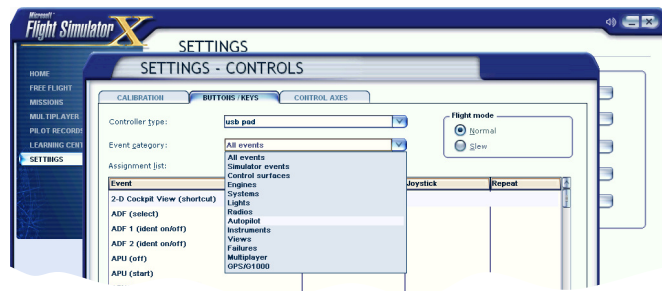 Microsoft
Flight Simulator X
SETTINGS
SETTINGS - CONTROLS
HOME
FREE FLIGHT
MISSIONS
MULTIPLAYER
PILOT RECORDS
LEARNING CENT
SETTINGS
CALIBRATION
BUTTONS / KEYS
CONTROL AXES
Controller type:
usb pad
Flight mode
Normal
Slew
Event category:
All events
All events
Simulator events
Control surfaces
Engines
Systems
Lights
Radios
Autopilot
Instruments
Views
Failures
Multiplayer
GPS/G1000
Assignment list:
Event
Joystick
Repeat
2-D Cockpit View (shortcut)
ADF (select)
ADF 1 (ident on/off)
ADF 2 (ident on/off)
APU (off)
APU (start)